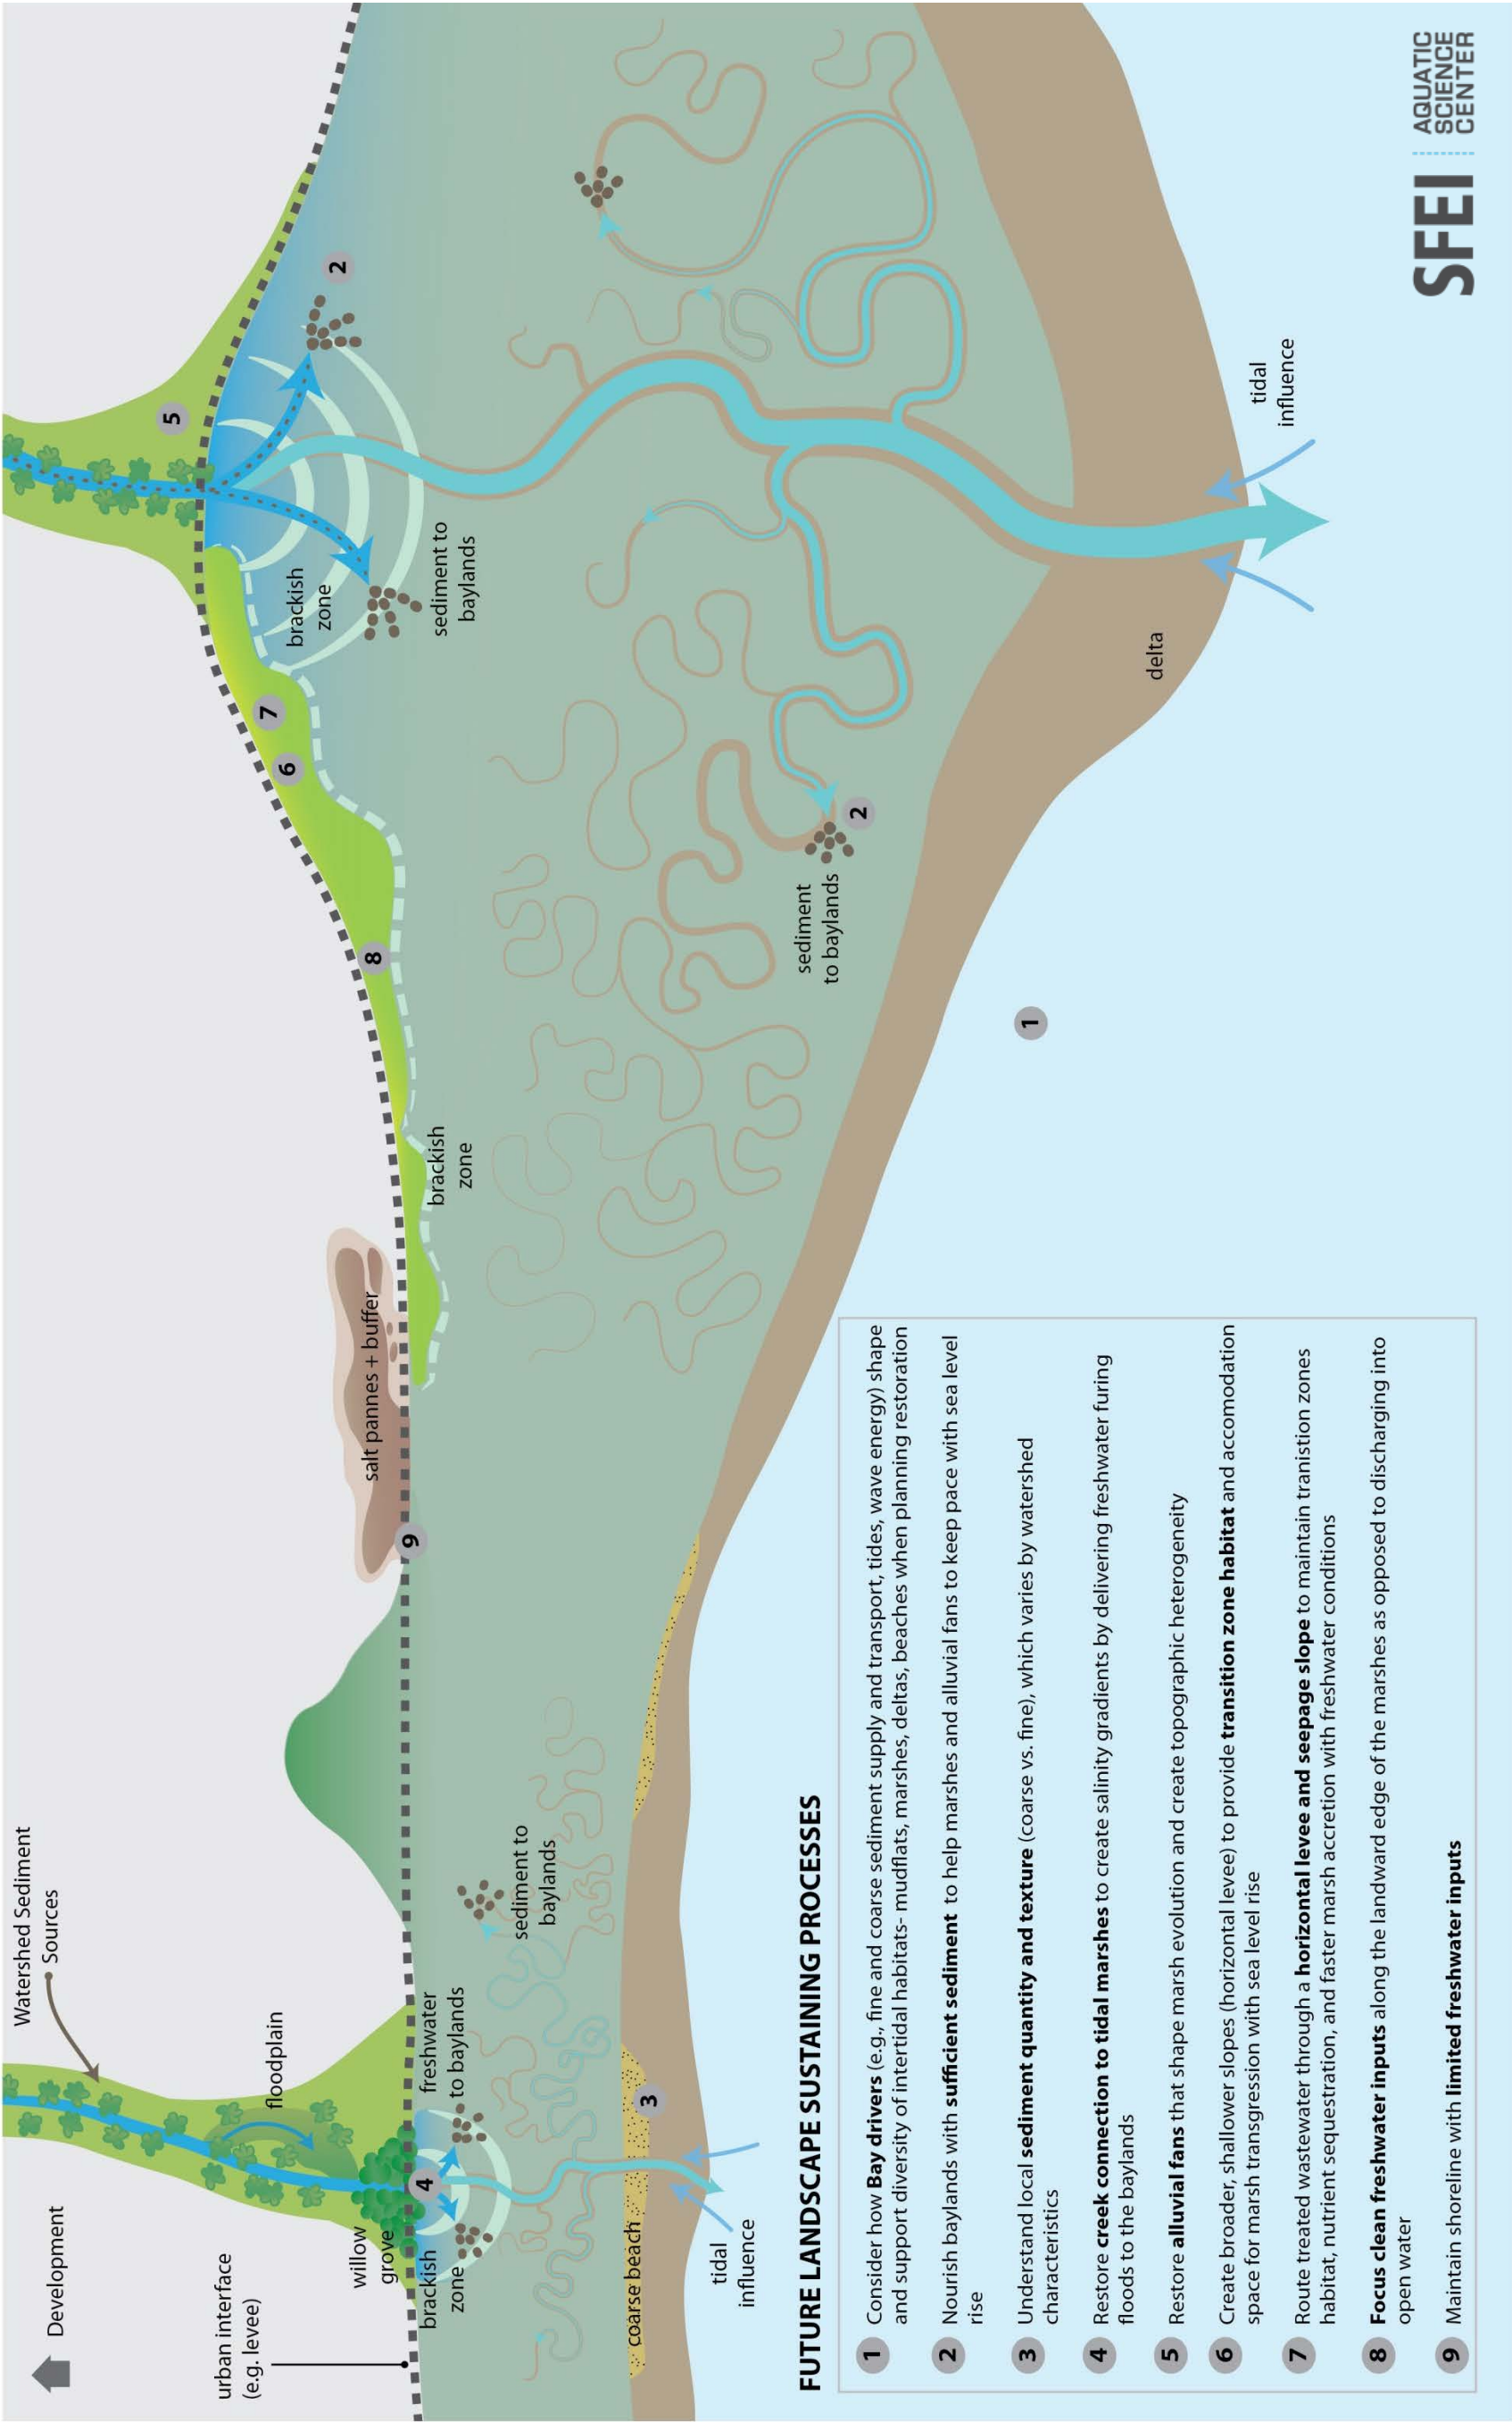 Development
Watershed Sediment
Sources
urban interface
(e.g. levee)
floodplain
willow
grove
4
brackish
zone
freshwater
to baylands
sediment to
baylands
coarse beach
3
tidal
influence
9
salt pannes + buffer
brackish
zone
8
6
7
5
brackish
zone
2
sediment to
baylands
sediment
to baylands
2
1
delta
tidal
influence
FUTURE LANDSCAPE SUSTAINING PROCESSES
1 Consider how Bay drivers (e.g., fine and coarse sediment supply and transport, tides, wave energy) shape
and support diversity of intertidal habitats- mudflats, marshes, deltas, beaches when planning restoration
2 Nourish baylands with sufficient sediment to help marshes and alluvial fans to keep pace with sea level
rise
3 Understand local sediment quantity and texture (coarse vs. fine), which varies by watershed
characteristics
4 Restore creek connection to tidal marshes to create salinity gradients by delivering freshwater furing
floods to the baylands
5 Restore alluvial fans that shape marsh evolution and create topographic heterogeneity
6 Create broader, shallower slopes (horizontal levee) to provide transition zone habitat and accomodation
space for marsh transgression with sea level rise
7 Route treated wastewater through a horizontal levee and seepage slope to maintain tranistion zones
habitat, nutrient sequestration, and faster marsh accretion with freshwater conditions
8 Focus clean freshwater inputs along the landward edge of the marshes as opposed to discharging into
open water
9 Maintain shoreline with limited freshwater inputs
SFEI
AQUATIC
SCIENCE
CENTER